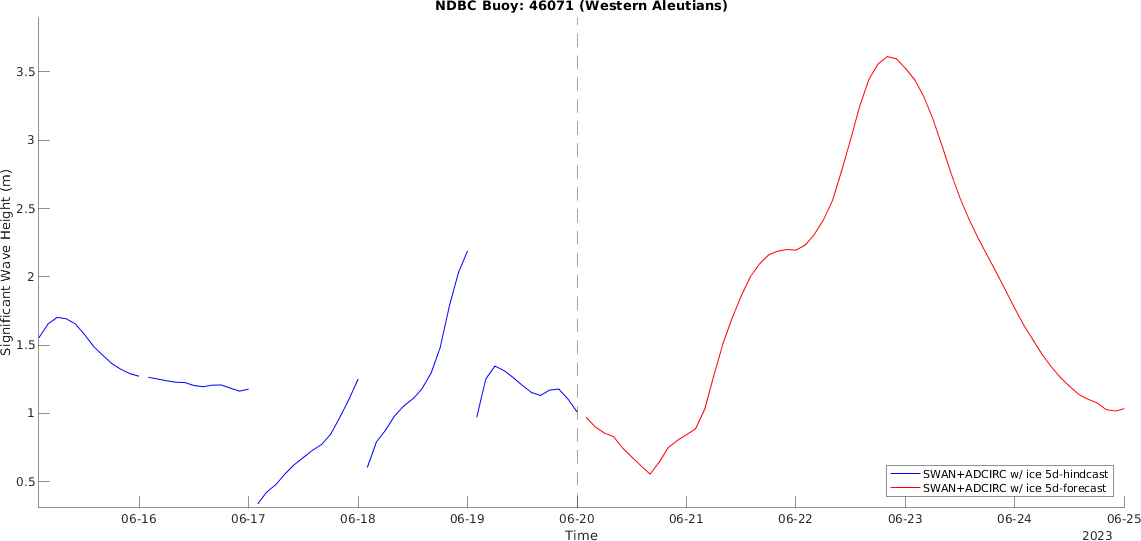 NDBC Buoy: 46071 (Western Aleutians)
Significant Wave Height (m)
3.5
3
2.5
2
1.5
1
0.5
SWAN+ADCIRC w/ ice 5d-hindcast
SWAN+ADCIRC w/ ice 5d-forecast
06-16 06-17 06-18 06-19 06-20 06-21 06-22 06-23 06-24 06-25
Time
2023